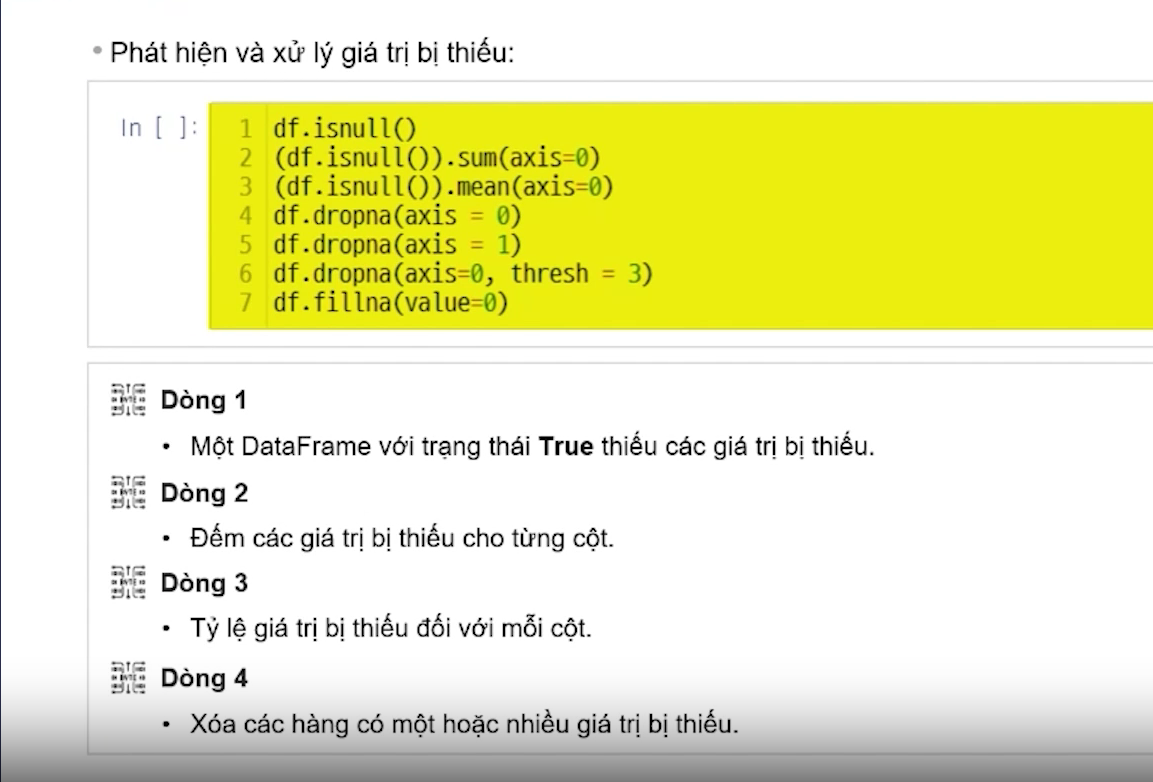 • Phát hiện và xử lý giá trị bị thiếu:
In [ ]:
1 df.isnull()
2 (df.isnull()).sum(axis=0)
3 (df.isnull()).mean(axis=0)
4 df.dropna(axis = 0)
5 df.dropna(axis = 1)
6 df.dropna(axis=0, thresh = 3)
7 df.fillna(value=0)
Dòng 1
• Một DataFrame với trạng thái True thiếu các giá trị bị thiếu.
Dòng 2
• Đếm các giá trị bị thiếu cho từng cột.
Dòng 3
• Tỷ lệ giá trị bị thiếu đối với mỗi cột.
Dòng 4
• Xóa các hàng có một hoặc nhiều giá trị bị thiếu.